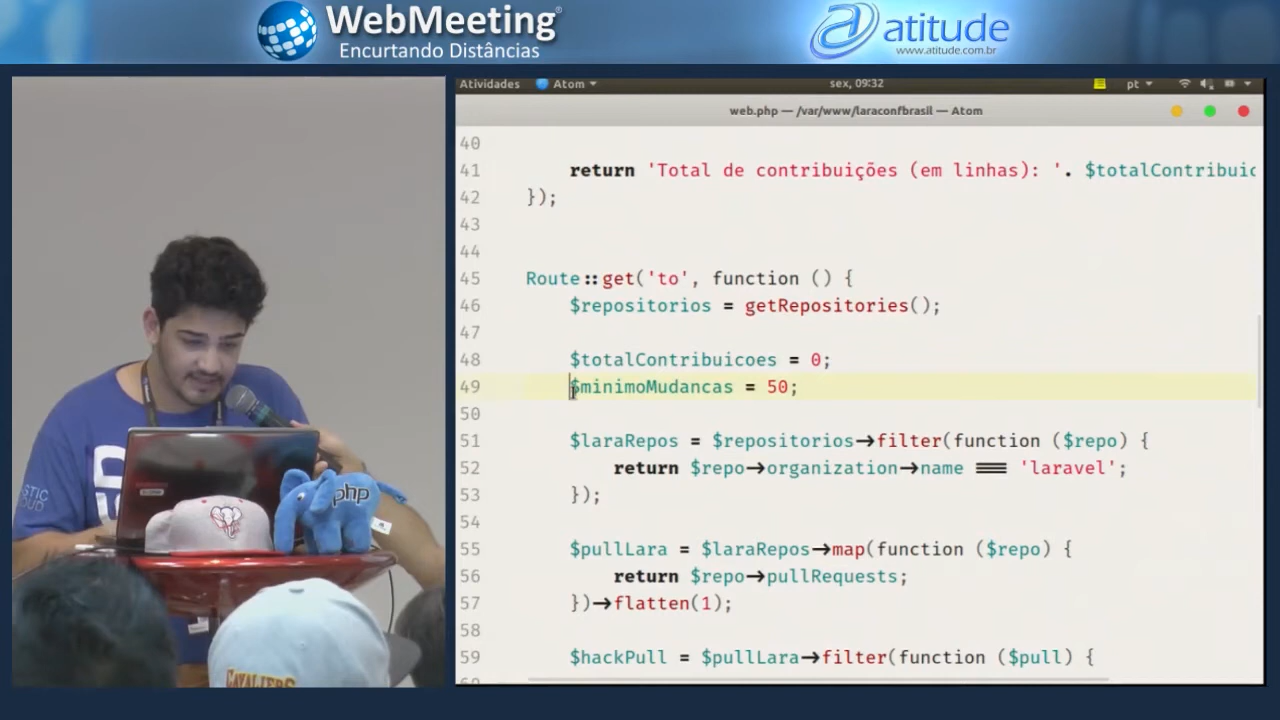 WebMeeting
Encurtando Distâncias
atitude
www.atitude.com.br
Atividades Atom sex, 09:32 pt
web.php — /var/www/laraconfbrasil — Atom
40
41 return 'Total de contribuições (em linhas): '. $totalContribuic
42 });
43
44
45 Route::get('to', function () {
46 $repositorios = getRepositories();
47
48 $totalContribuicoes = 0;
49 $minimoMudancas = 50;
50
51 $laraRepos = $repositorios->filter(function ($repo) {
52 return $repo->organization->name === 'laravel';
53 });
54
55 $pullLara = $laraRepos->map(function ($repo) {
56 return $repo->pullRequests;
57 })->flatten(1);
58
59 $hackPull = $pullLara->filter(function ($pull) {
php
CAVALIERS